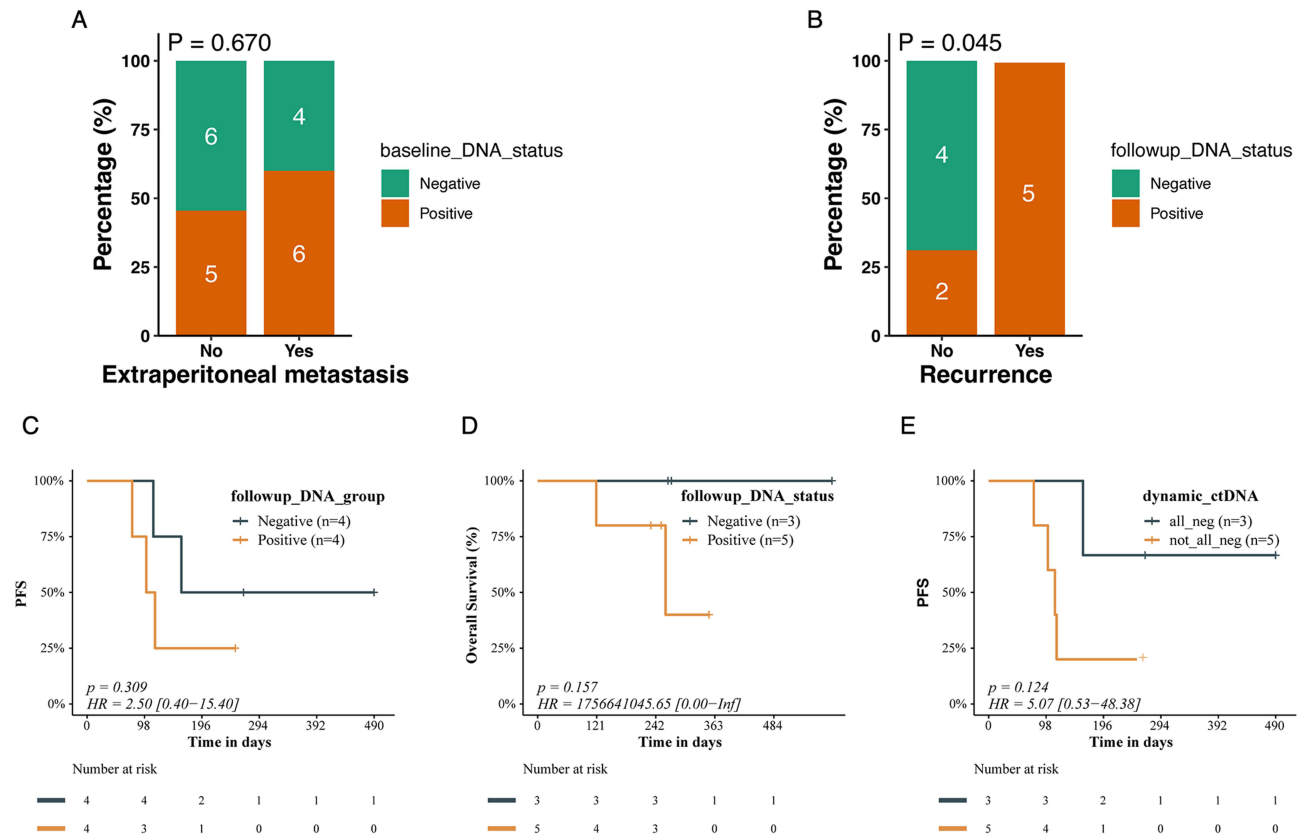 A
P = 0.670
Percentage (%)
100
75
50
25
0
6
5
4
6
No
Yes
Extraperitoneal metastasis
baseline_DNA_status
Negative
Positive
B
P = 0.045
Percentage (%)
100
75
50
25
0
4
2
5
No
Yes
Recurrence
followup_DNA_status
Negative
Positive
C
PFS
100%
75%
50%
25%
0%
followup_DNA_group
Negative (n=4)
Positive (n=4)
p = 0.309
HR = 2.50 [0.40−15.40]
0 98 196 294 392 490
Time in days
Number at risk
4 4 2 1 1 1
4 3 1 0 0 0
D
Overall Survival (%)
100%
75%
50%
25%
0%
followup_DNA_status
Negative (n=3)
Positive (n=5)
p = 0.157
HR = 1756641045.65 [0.00−Inf]
0 121 242 363 484
Time in days
Number at risk
3 3 3 1 1
5 4 3 0 0
E
PFS
100%
75%
50%
25%
0%
dynamic_ctDNA
all_neg (n=3)
not_all_neg (n=5)
p = 0.124
HR = 5.07 [0.53−48.38]
0 98 196 294 392 490
Time in days
Number at risk
3 3 2 1 1 1
5 4 1 0 0 0